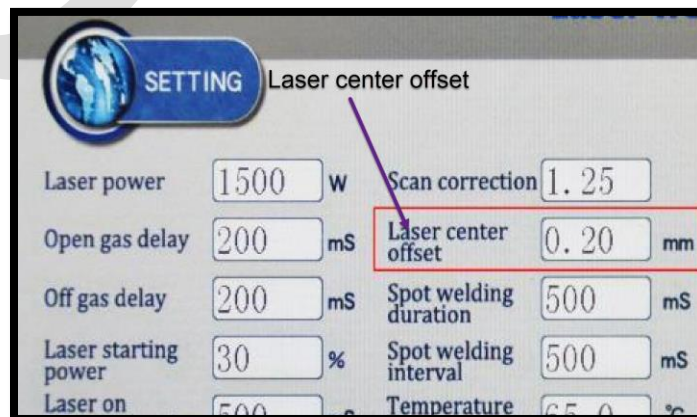 SETTING
Laser center offset
Laser power 1500 W Scan correction 1.25
Open gas delay 200 mS Laser center offset 0.20 mm
Off gas delay 200 mS Spot welding duration 500 mS
Laser starting power 30 % Spot welding interval 500 mS
Laser on Temperature